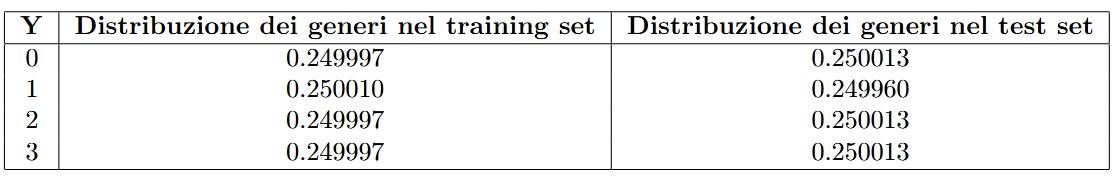 Y Distribuzione dei generi nel training set Distribuzione dei generi nel test set
0 0.249997 0.250013
1 0.250010 0.249960
2 0.249997 0.250013
3 0.249997 0.250013